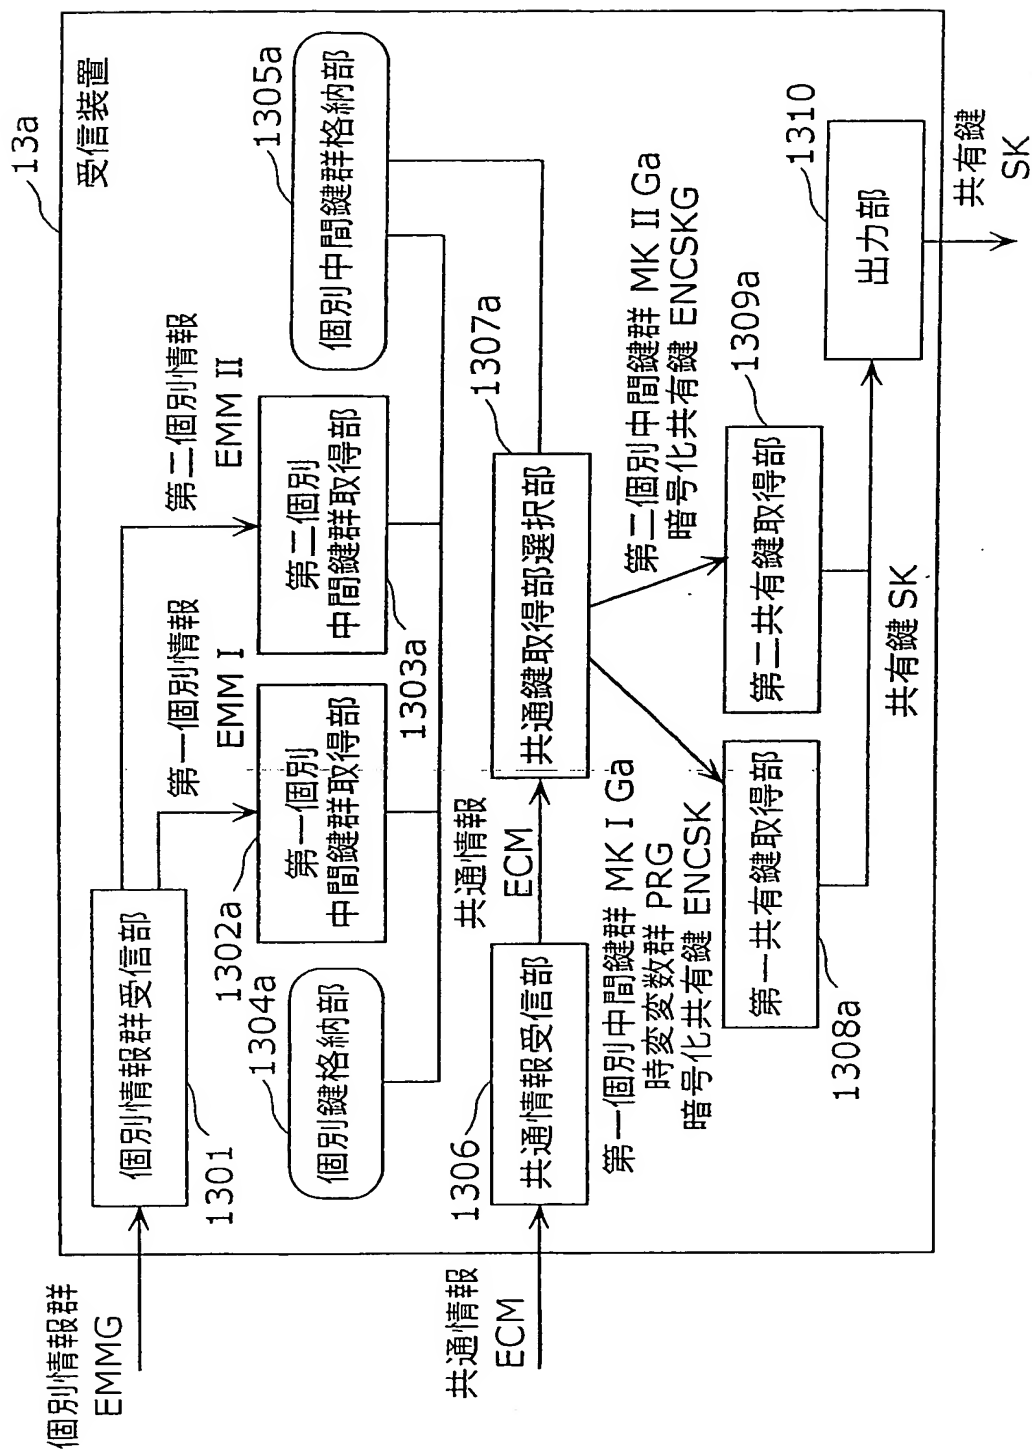 13a
受信装置
個別情報群
EMMG
個別情報群受信部
1301
第一個別情報
EMM I
第二個別情報
EMM II
1302a
第一個別
中間鍵群取得部
第二個別
中間鍵群取得部
1303a
1304a
個別鍵格納部
1305a
個別中間鍵群格納部
共通情報
ECM
1306
共通情報受信部
共通情報
ECM
共通鍵取得部選択部
1307a
第一個別中間鍵群 MK I Ga
時変変数群 PRG
暗号化共有鍵 ENCSK
第二個別中間鍵群 MK II Ga
暗号化共有鍵 ENCSKG
第一共有鍵取得部
1308a
第二共有鍵取得部
1309a
共有鍵 SK
出力部
1310
共有鍵
SK